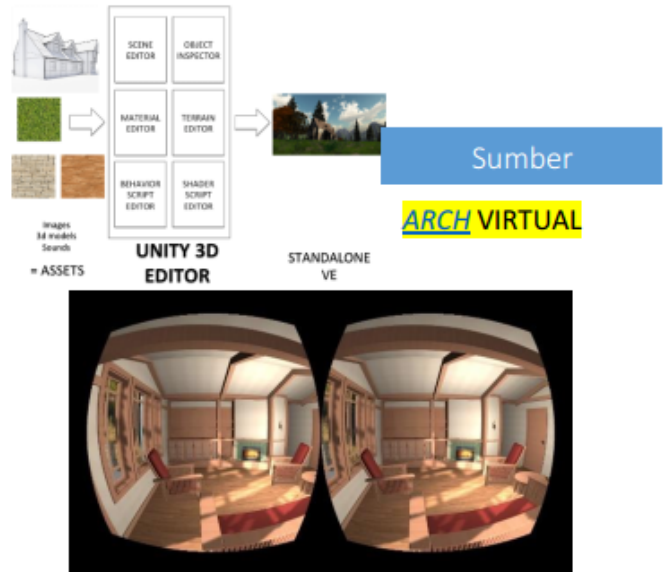 SCENE
EDITOR
OBJECT
INSPECTOR
MATERIAL
EDITOR
TERRAIN
EDITOR
BEHAVIOR
SCRIPT
EDITOR
SHADER
SCRIPT
EDITOR
Images
3d models
Sounds
= ASSETS
UNITY 3D
EDITOR
STANDALONE
VE
Sumber
ARCH VIRTUAL